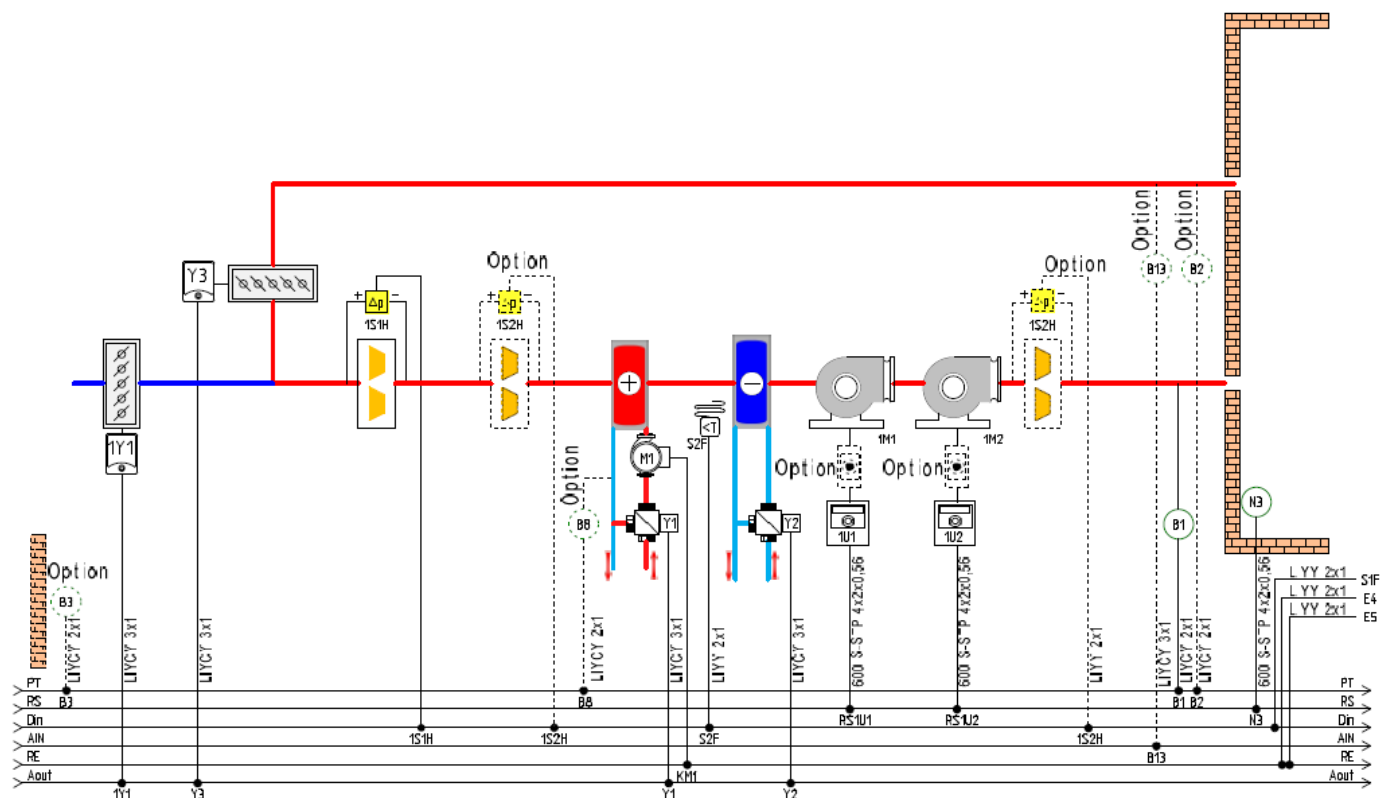 Option
Option
Option
Option
Y3
B13
B2
+ Δp −
1S1H
+ Δp −
1S2H
+ Δp −
1S2H
+
−
1Y1
<T
S2F
1M1
1M2
M1
Option
Option
Option
B8
Y1
Y2
1U1
1U2
B1
N3
Option
B3
LIYCY 2x1
LIYCY 3x1
LIYCY 3x1
LIYCY 2x1
LIYCY 3x1
LIYY 2x1
LIYCY 3x1
4x2x0,56
4x2x0,56
LIYY 2x1
LIYCY 3x1
LIYCY 2x1
LIYCY 2x1
4x2x0,56
L YY 2x1 S1F
L YY 2x1 E4
L YY 2x1 E5
PT PT
B3 B8 B1 B2
RS RS
RS1U1 RS1U2 N3
Din Din
1S1H 1S2H S2F 1S2H
AIN AIN
B13
RE RE
KM1
Aout Aout
1Y1 Y3 Y1 Y2